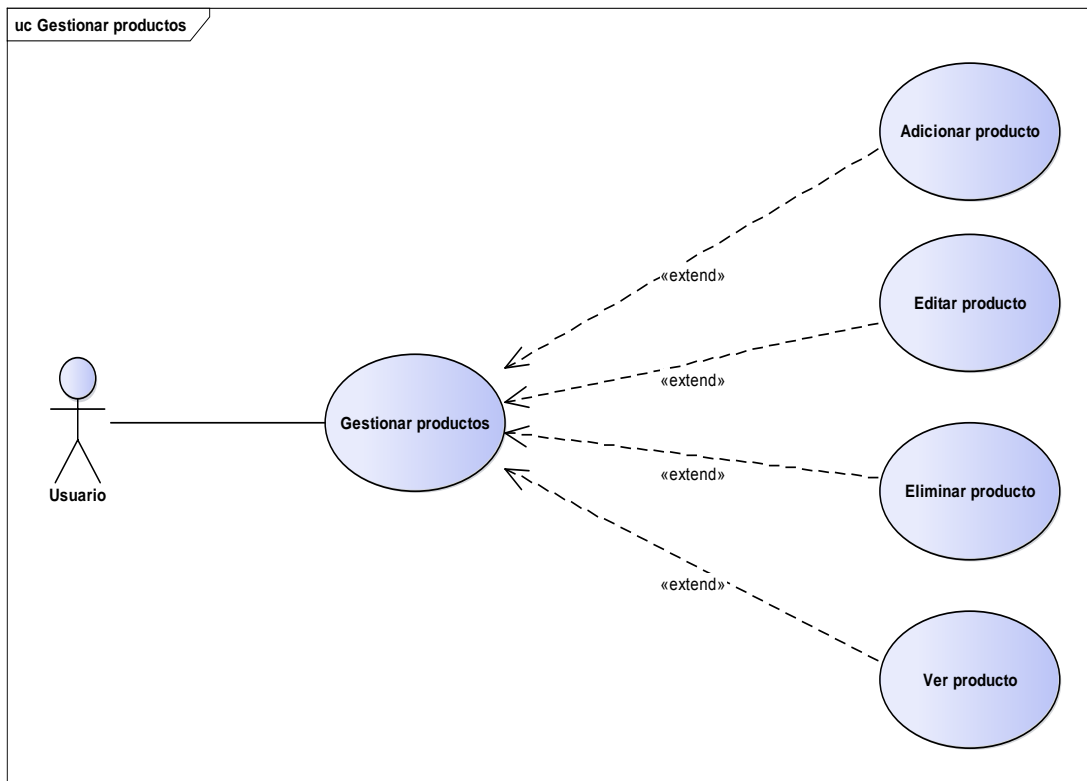 uc Gestionar productos
Adicionar producto
«extend»
Editar producto
«extend»
Gestionar productos
«extend»
Eliminar producto
Usuario
«extend»
Ver producto